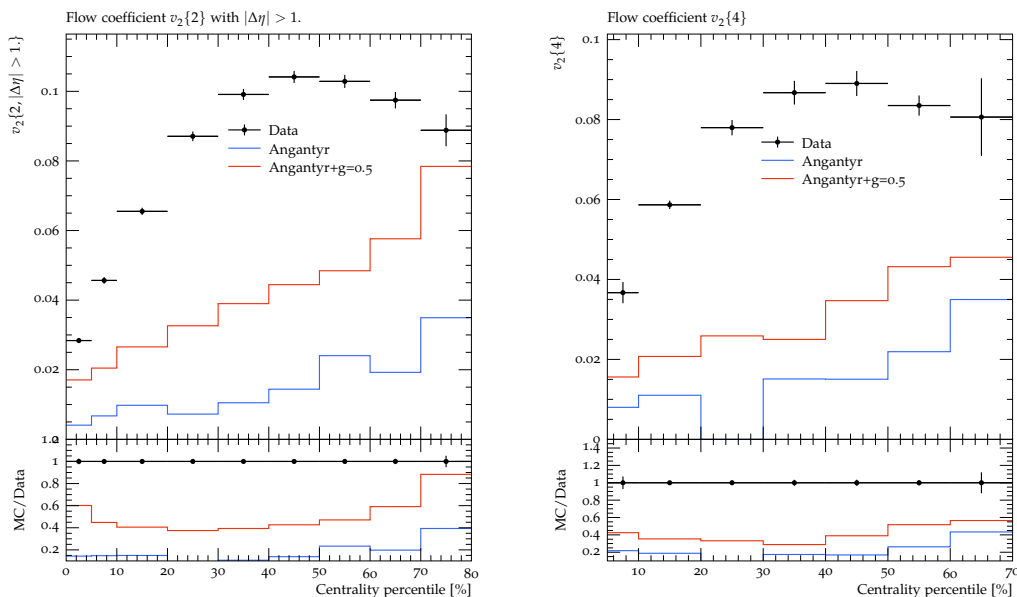 Flow coefficient v₂{2} with |Δη| > 1.
v₂{2, |Δη| > 1.}
0.1
0.08
0.06
0.04
0.02
Data
Angantyr
Angantyr+g=0.5
MC/Data
1
0.8
0.6
0.4
0.2
0 10 20 30 40 50 60 70 80
Centrality percentile [%]
Flow coefficient v₂{4}
v₂{4}
0.1
0.08
0.06
0.04
0.02
0
Data
Angantyr
Angantyr+g=0.5
MC/Data
1.4
1.2
1.0
0.8
0.6
0.4
0.2
10 20 30 40 50 60 70
Centrality percentile [%]